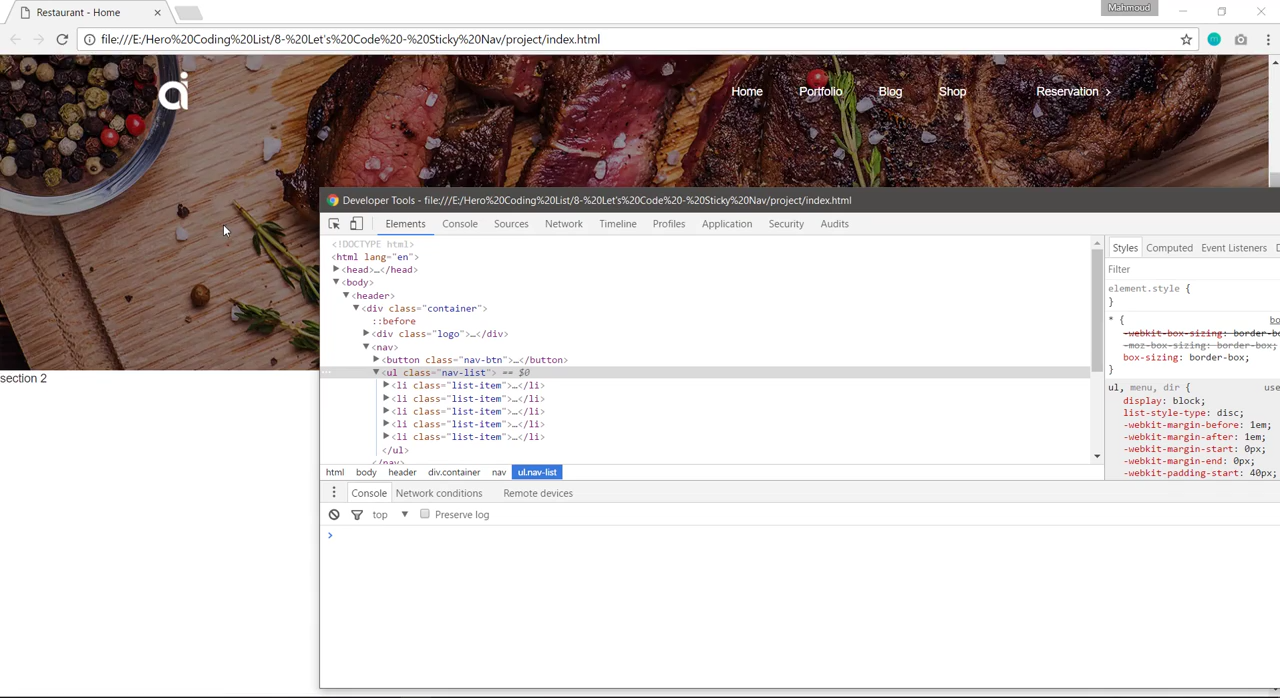 Restaurant - Home
Mahmoud
file:///E:/Hero%20Coding%20List/8-%20Let's%20Code%20-%20Sticky%20Nav/project/index.html
ai
Home Portfolio Blog Shop Reservation
Developer Tools - file:///E:/Hero%20Coding%20List/8-%20Let's%20Code%20-%20Sticky%20Nav/project/index.html
Elements Console Sources Network Timeline Profiles Application Security Audits
<!DOCTYPE html>
<html lang="en">
<head>…</head>
<body>
<header>
<div class="container">
::before
<div class="logo">…</div>
<nav>
<button class="nav-btn">…</button>
<ul class="nav-list"> == $0
<li class="list-item">…</li>
<li class="list-item">…</li>
<li class="list-item">…</li>
<li class="list-item">…</li>
<li class="list-item">…</li>
</ul>
</nav>
html body header div.container nav ul.nav-list
Styles Computed Event Listeners D
Filter
element.style {
}
* { bo
-webkit-box-sizing: border-bo
-moz-box-sizing: border-box;
box-sizing: border-box;
}
ul, menu, dir { use
display: block;
list-style-type: disc;
-webkit-margin-before: 1em;
-webkit-margin-after: 1em;
-webkit-margin-start: 0px;
-webkit-margin-end: 0px;
-webkit-padding-start: 40px;
section 2
Console Network conditions Remote devices
top Preserve log